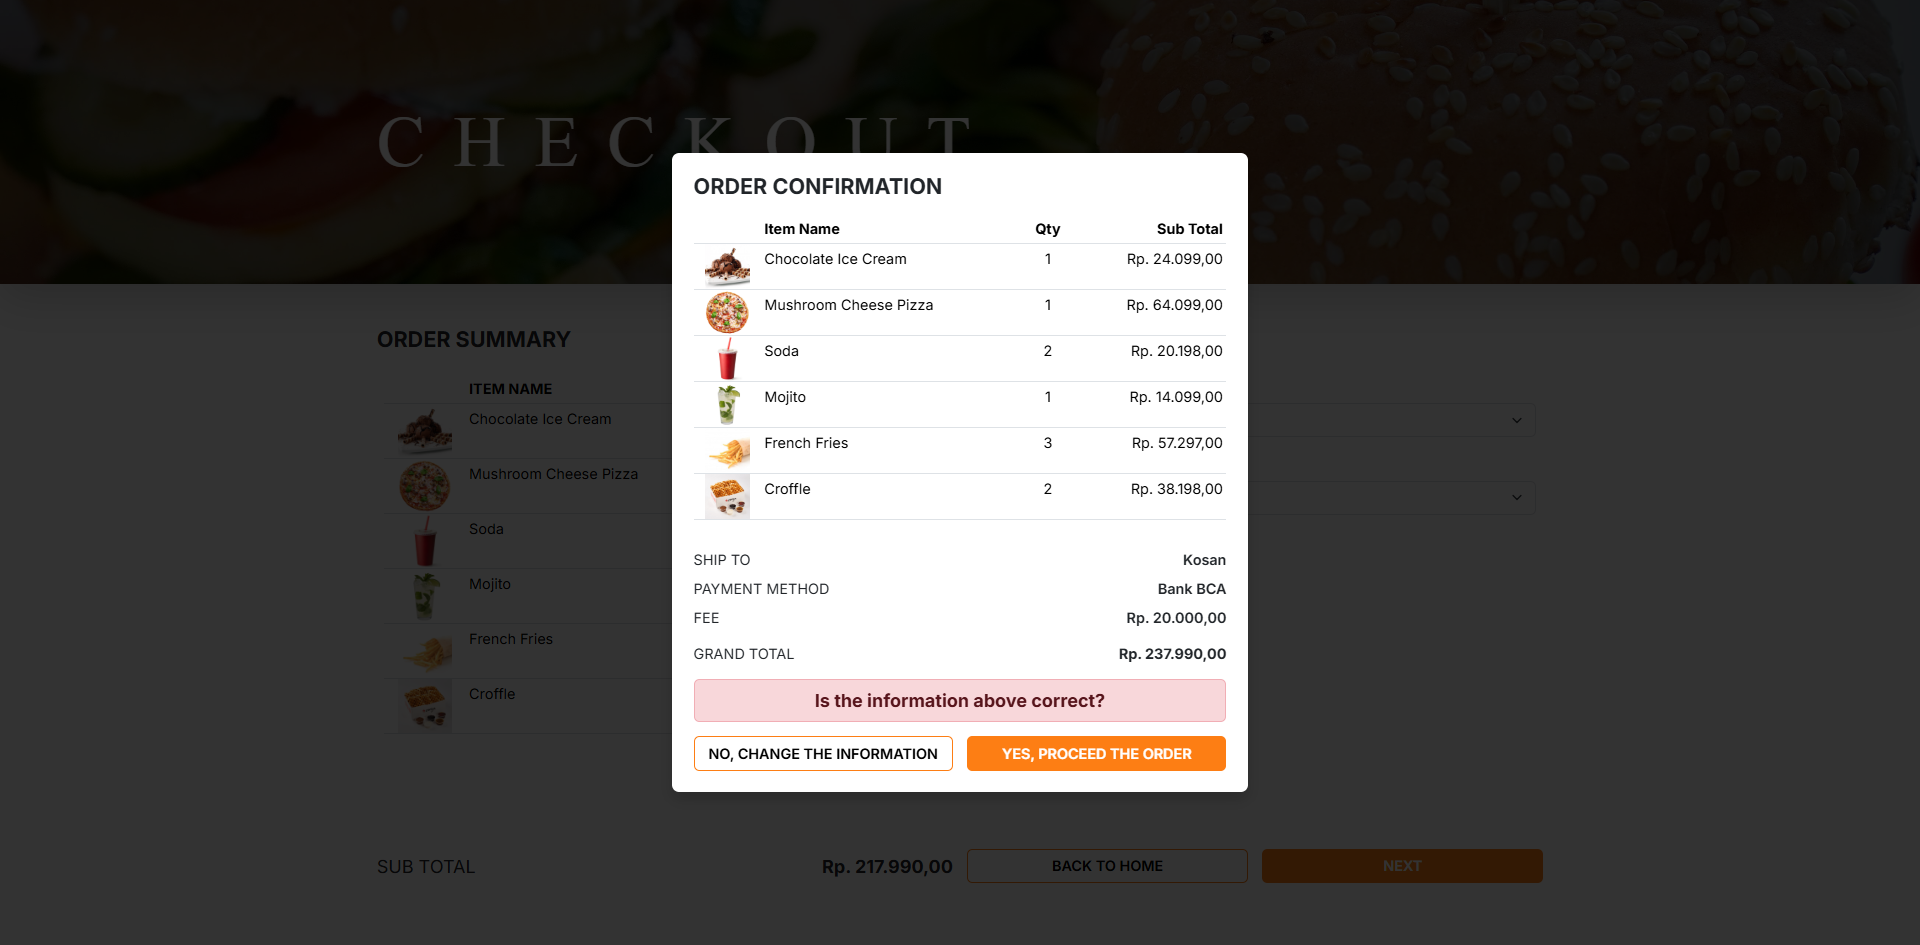 CHECKOUT
ORDER CONFIRMATION
Item Name Qty Sub Total
Chocolate Ice Cream 1 Rp. 24.099,00
Mushroom Cheese Pizza 1 Rp. 64.099,00
Soda 2 Rp. 20.198,00
Mojito 1 Rp. 14.099,00
French Fries 3 Rp. 57.297,00
Croffle 2 Rp. 38.198,00
SHIP TO Kosan
PAYMENT METHOD Bank BCA
FEE Rp. 20.000,00
GRAND TOTAL Rp. 237.990,00
Is the information above correct?
NO, CHANGE THE INFORMATION YES, PROCEED THE ORDER
ORDER SUMMARY
ITEM NAME
Chocolate Ice Cream
Mushroom Cheese Pizza
Soda
Mojito
French Fries
Croffle
SUB TOTAL Rp. 217.990,00 BACK TO HOME NEXT